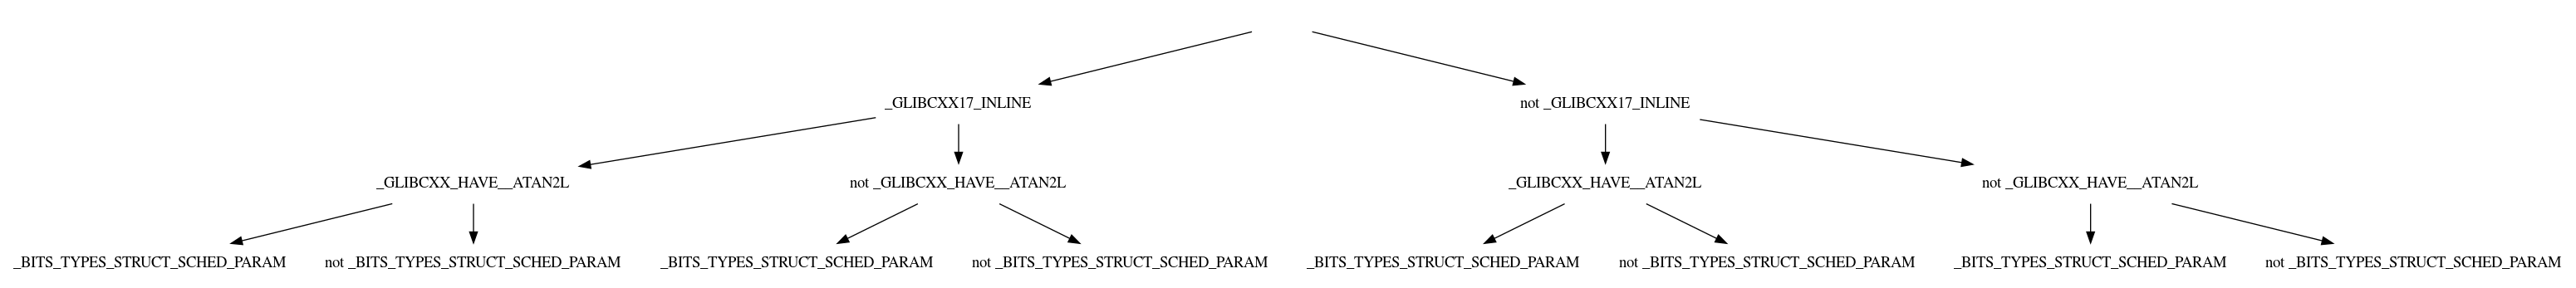 _GLIBCXX17_INLINE not _GLIBCXX17_INLINE
_GLIBCXX_HAVE__ATAN2L not _GLIBCXX_HAVE__ATAN2L _GLIBCXX_HAVE__ATAN2L not _GLIBCXX_HAVE__ATAN2L
_BITS_TYPES_STRUCT_SCHED_PARAM not _BITS_TYPES_STRUCT_SCHED_PARAM _BITS_TYPES_STRUCT_SCHED_PARAM not _BITS_TYPES_STRUCT_SCHED_PARAM _BITS_TYPES_STRUCT_SCHED_PARAM not _BITS_TYPES_STRUCT_SCHED_PARAM _BITS_TYPES_STRUCT_SCHED_PARAM not _BITS_TYPES_STRUCT_SCHED_PARAM